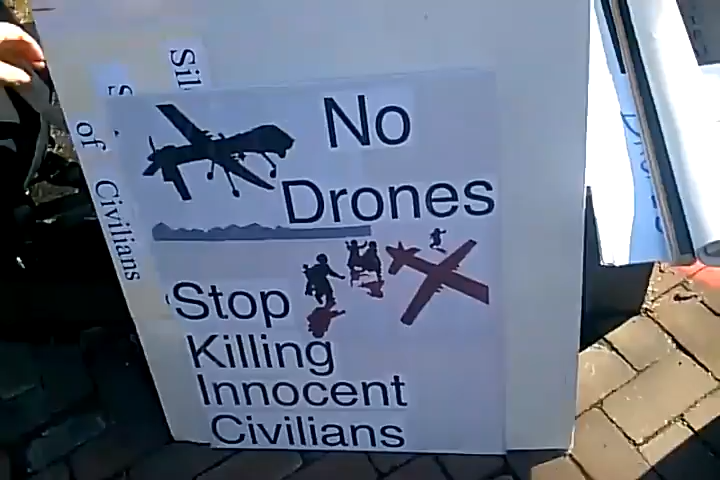 No
Drones
Stop
Killing
Innocent
Civilians
of Civilians